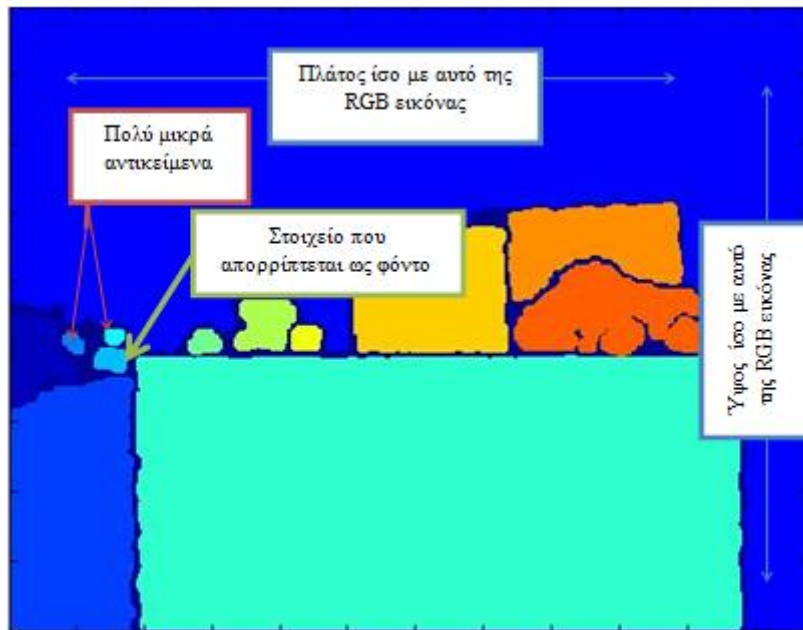 Πλάτος ίσο με αυτό της
RGB εικόνας
Πολύ μικρά
αντικείμενα
Στοιχείο που
απορρίπτεται ως φόντο
Ύψος ίσο με αυτό
της RGB εικόνας